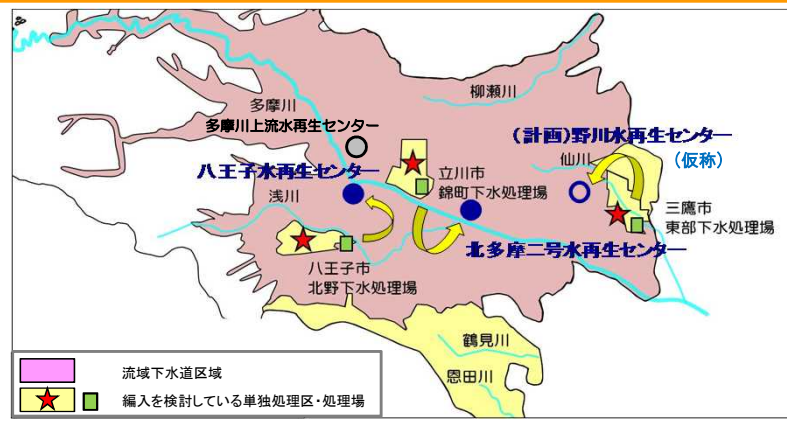 柳瀬川
多摩川
多摩川上流水再生センター
(計画)野川水再生センター
(仮称)
仙川
八王子水再生センター
立川市
錦町下水処理場
浅川
三鷹市
東部下水処理場
北多摩二号水再生センター
八王子市
北野下水処理場
鶴見川
恩田川
流域下水道区域
編入を検討している単独処理区・処理場